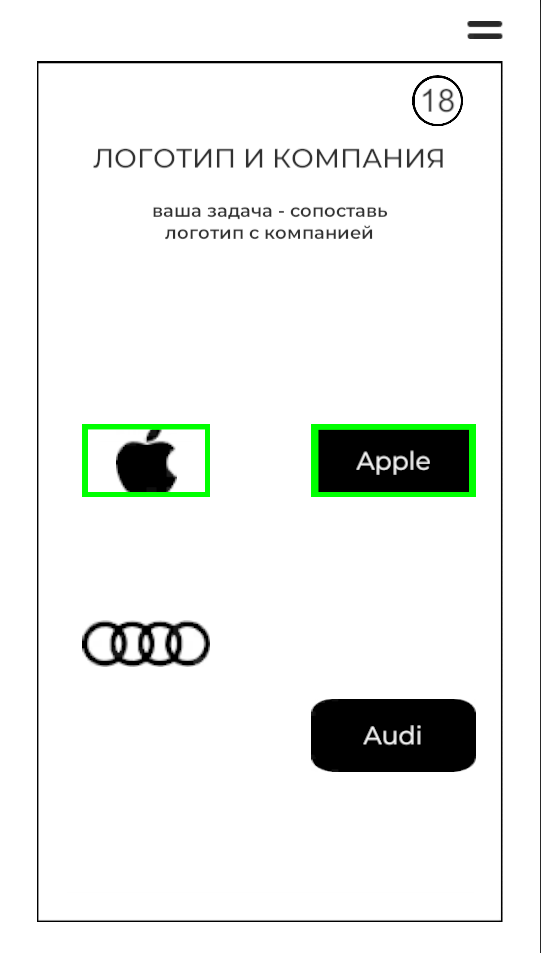 18
ЛОГОТИП И КОМПАНИЯ
ваша задача - сопоставь
логотип с компанией
Apple
Audi